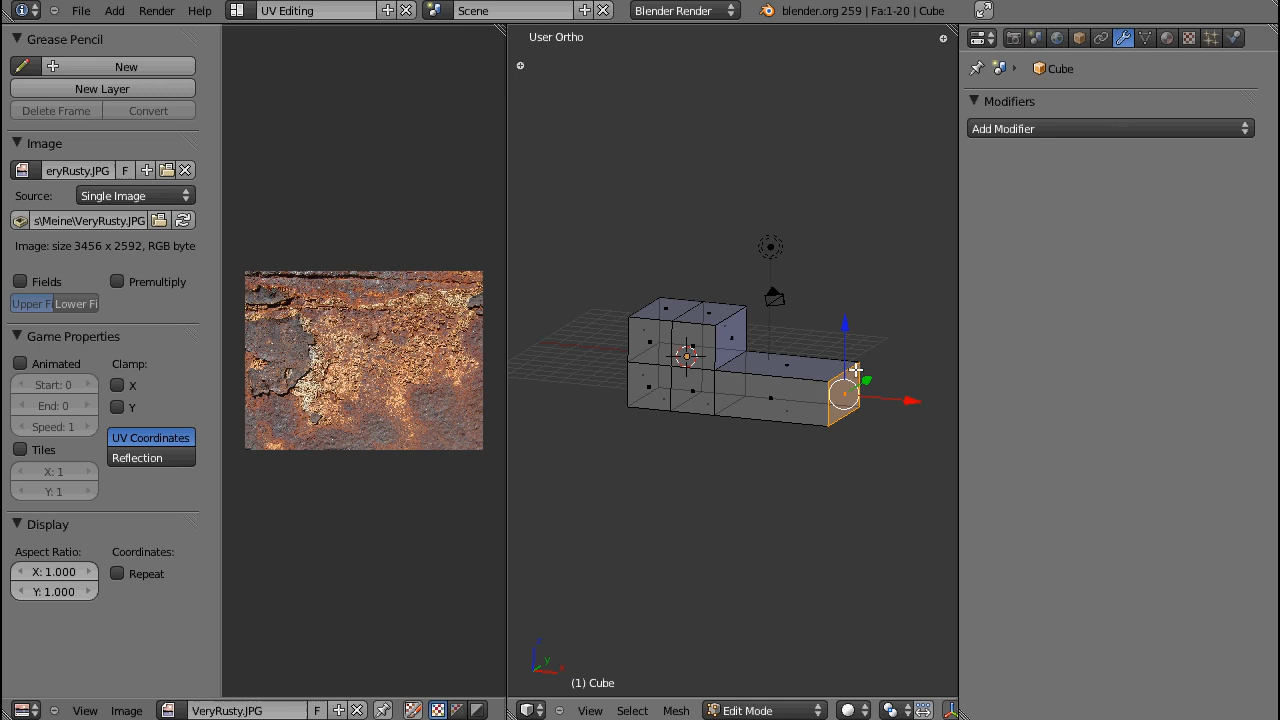 File Add Render Help UV Editing Scene Blender Render blender.org 259 | Fa:1-20 | Cube
Grease Pencil
New
New Layer
Delete Frame Convert
Image
eryRusty.JPG F
Source: Single Image
s\Meine\VeryRusty.JPG
Image: size 3456 x 2592, RGB byte
Fields Premultiply
Upper Fi Lower Fi
Game Properties
Animated Clamp:
Start: 0 X
End: 0 Y
Speed: 1
Tiles UV Coordinates
X: 1 Reflection
Y: 1
Display
Aspect Ratio: Coordinates:
X: 1.000 Repeat
Y: 1.000
View Image VeryRusty.JPG F
User Ortho
z
y
x
(1) Cube
View Select Mesh Edit Mode
Cube
Modifiers
Add Modifier